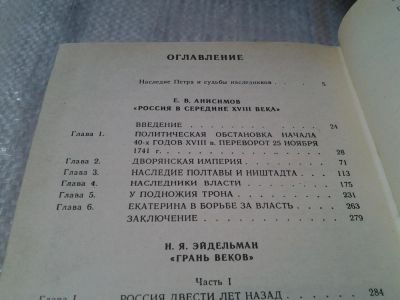 ОГЛАВЛЕНИЕ
Наследие Петра и судьбы наследников . . . 5
Е. В. АНИСИМОВ
«РОССИЯ В СЕРЕДИНЕ XVIII ВЕКА»
ВВЕДЕНИЕ . . . 24
Глава 1. ПОЛИТИЧЕСКАЯ ОБСТАНОВКА НАЧАЛА
40-х ГОДОВ XVIII в. ПЕРЕВОРОТ 25 НОЯБРЯ
1741 г. . . . 28
Глава 2. ДВОРЯНСКАЯ ИМПЕРИЯ . . . 71
Глава 3. НАСЛЕДИЕ ПОЛТАВЫ И НИШТАДТА . . . 113
Глава 4. НАСЛЕДНИКИ ВЛАСТИ . . . 175
Глава 5. У ПОДНОЖИЯ ТРОНА . . . 231
Глава 6. ЕКАТЕРИНА В БОРЬБЕ ЗА ВЛАСТЬ . . . 263
ЗАКЛЮЧЕНИЕ . . . 279
Н. Я. ЭЙДЕЛЬМАН
«ГРАНЬ ВЕКОВ»
Часть I
Глава I. РОССИЯ ДВЕСТИ ЛЕТ НАЗАД . . . 284